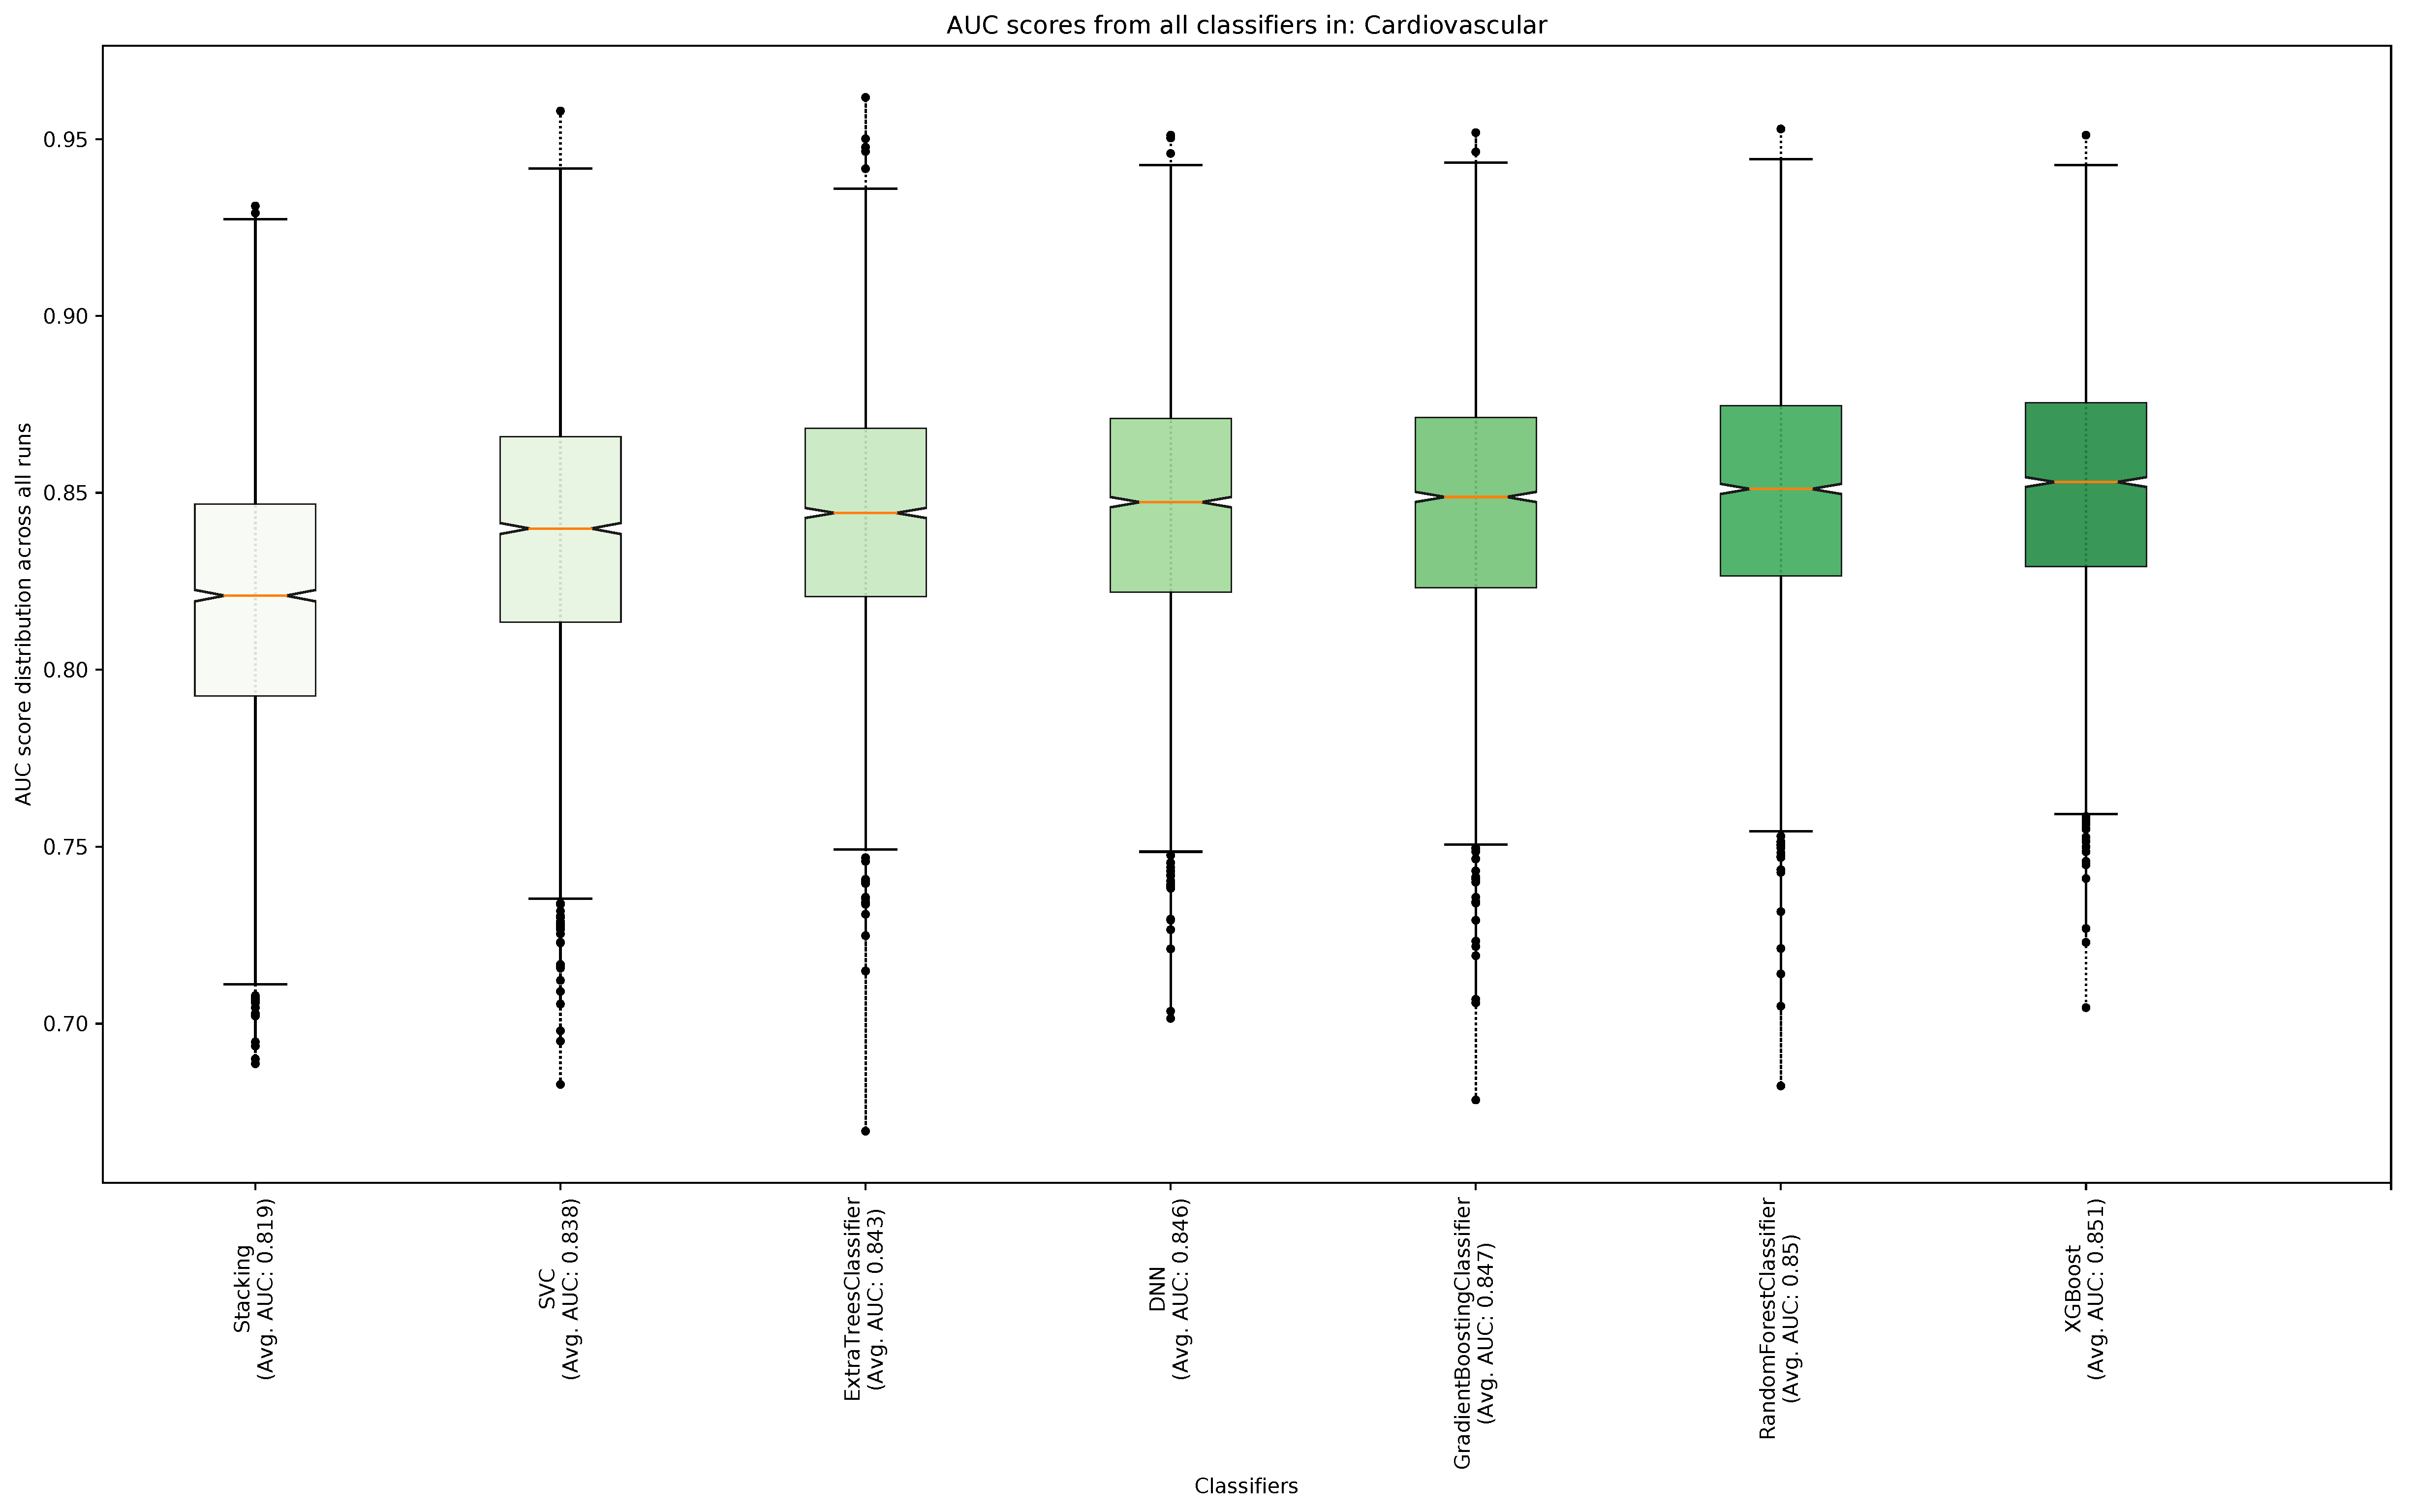 AUC scores from all classifiers in: Cardiovascular
AUC score distribution across all runs
0.95
0.90
0.85
0.80
0.75
0.70
Stacking
(Avg. AUC: 0.819)
SVC
(Avg. AUC: 0.838)
ExtraTreesClassifier
(Avg. AUC: 0.843)
DNN
(Avg. AUC: 0.846)
GradientBoostingClassifier
(Avg. AUC: 0.847)
RandomForestClassifier
(Avg. AUC: 0.85)
XGBoost
(Avg. AUC: 0.851)
Classifiers